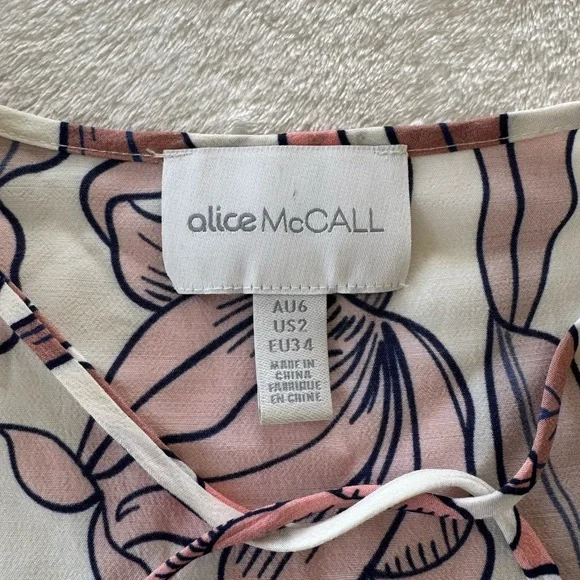 alice McCALL
AU6
US2
EU34
MADE IN
CHINA
FABRIQUE
EN CHINE